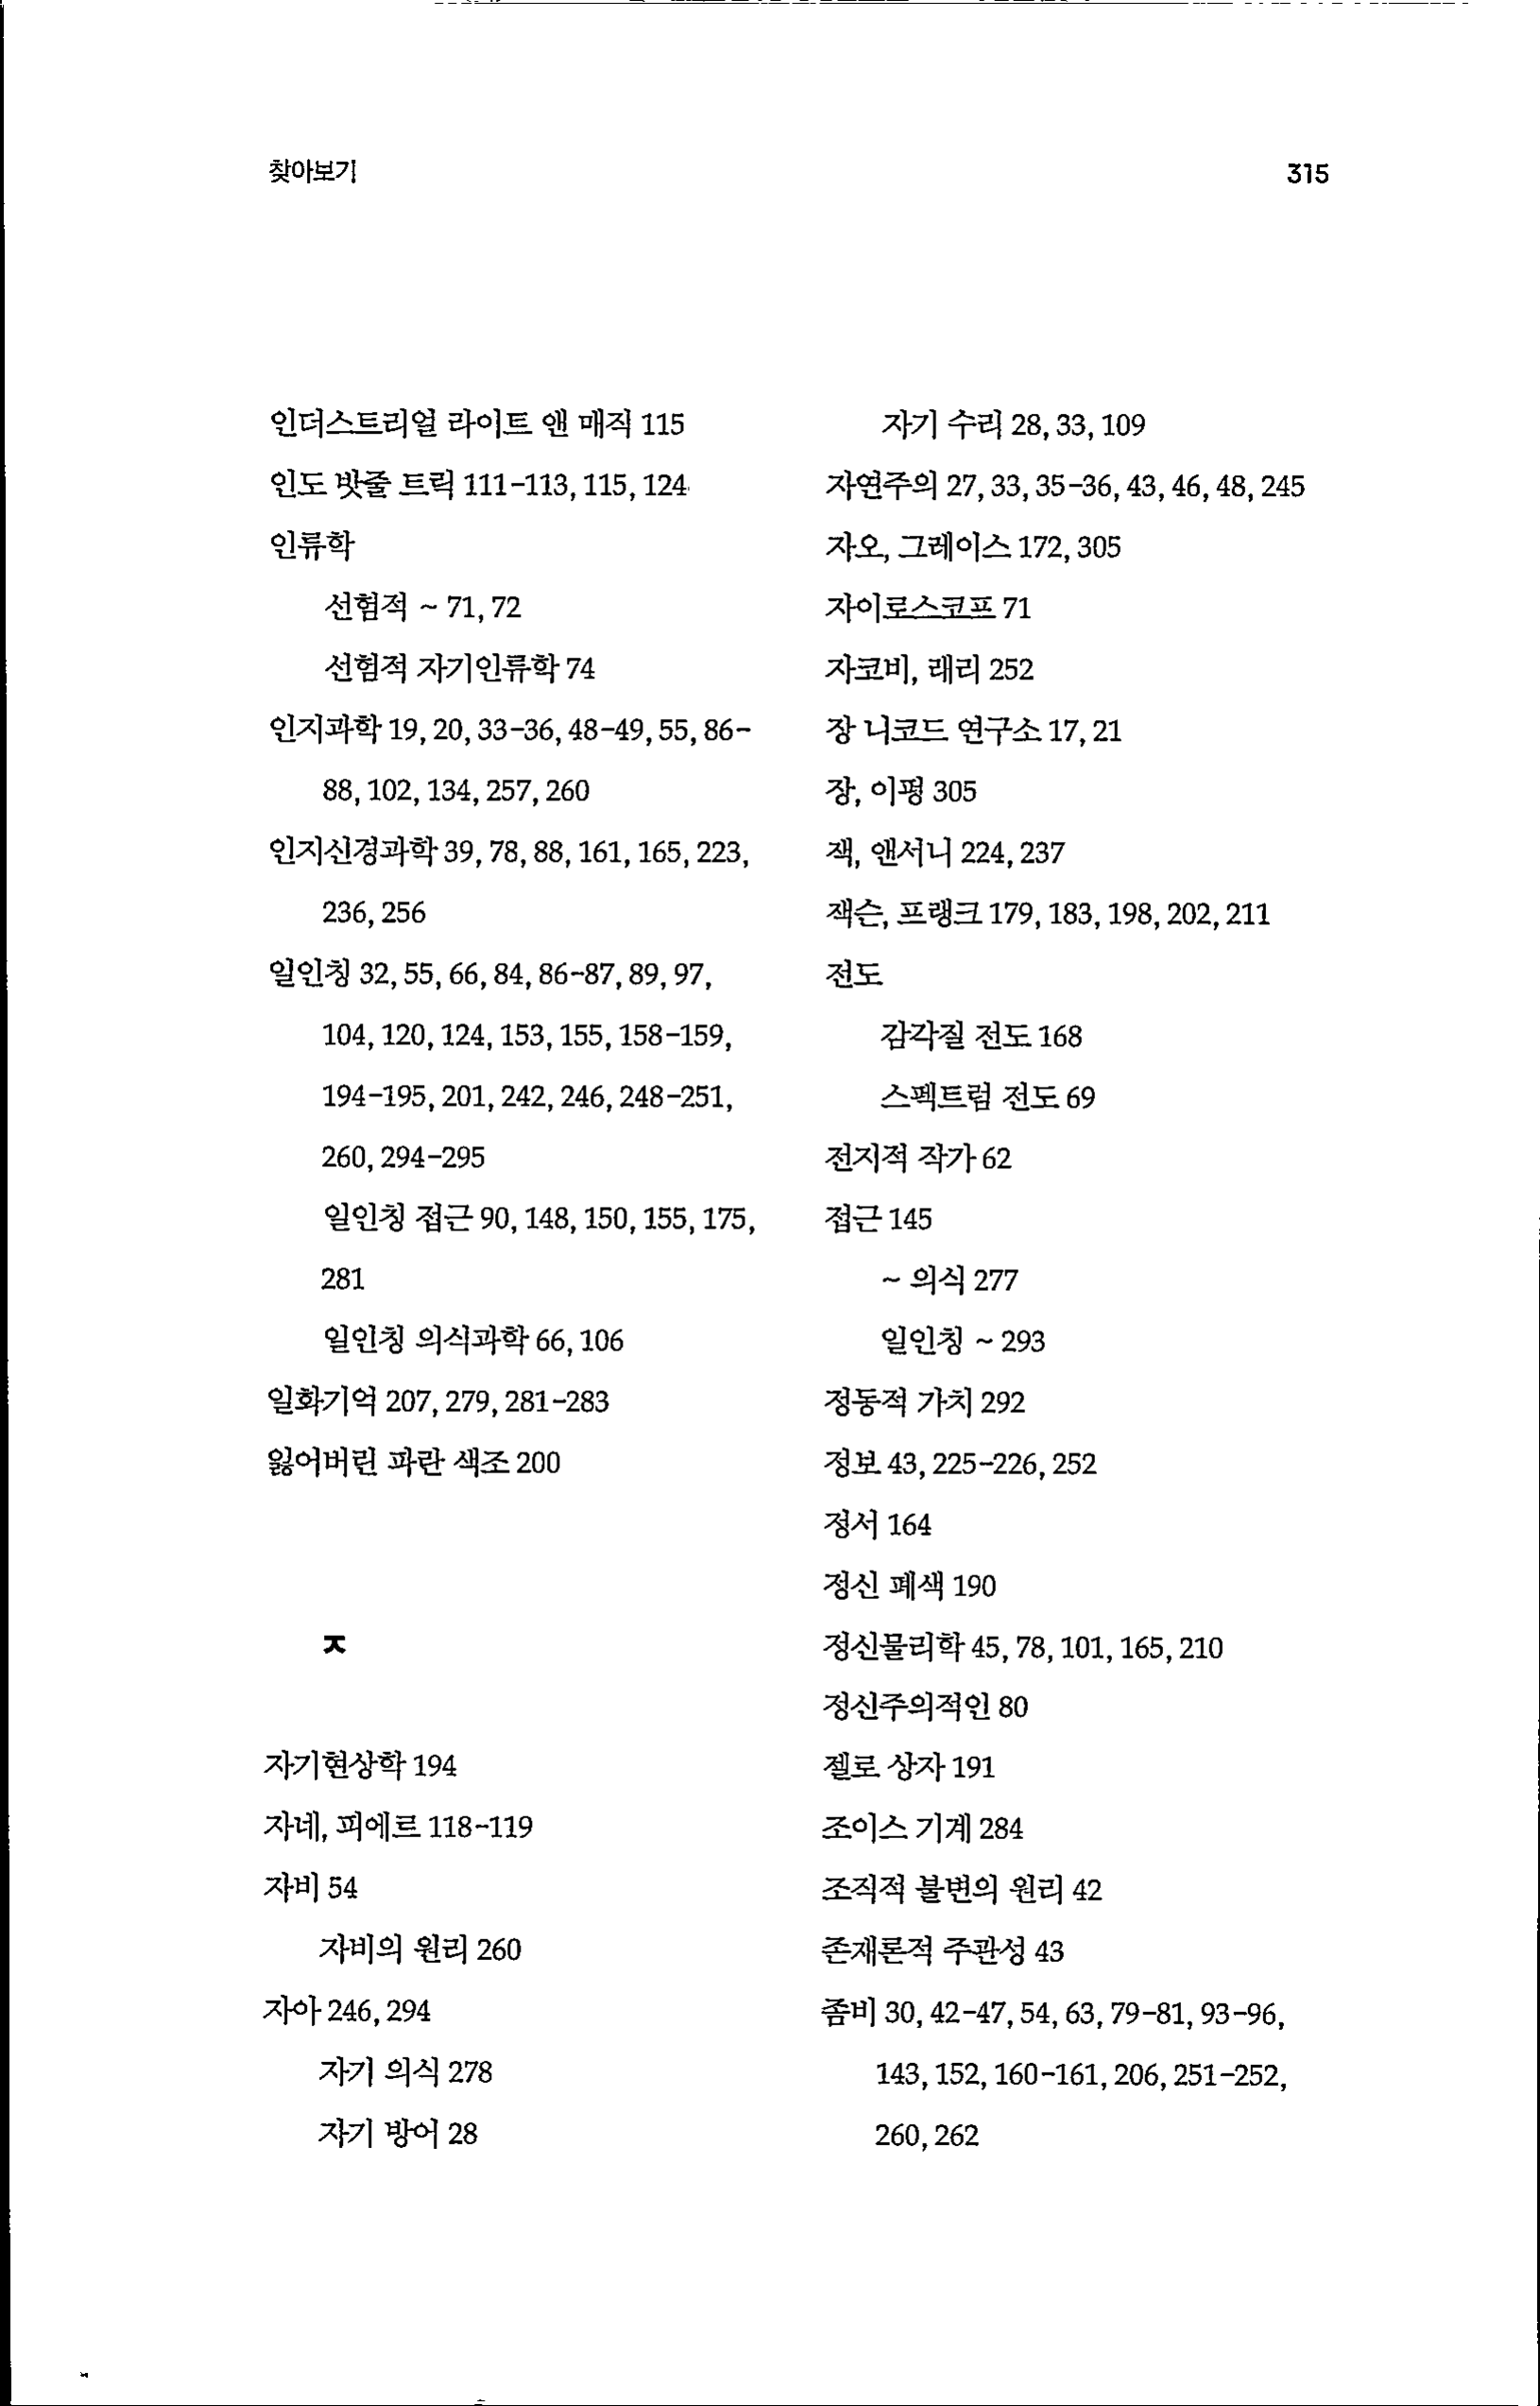 찾아보기
315
인더스트리얼 라이트 앤 매직 115
인도 밧줄 트릭 111-113, 115, 124
인류학
선험적 ~ 71, 72
선험적 자기인류학 74
인지과학 19, 20, 33-36, 48-49, 55, 86-
88, 102, 134, 257, 260
인지신경과학 39, 78, 88, 161, 165, 223,
236, 256
일인칭 32, 55, 66, 84, 86-87, 89, 97,
104, 120, 124, 153, 155, 158-159,
194-195, 201, 242, 246, 248-251,
260, 294-295
일인칭 접근 90, 148, 150, 155, 175,
281
일인칭 의식과학 66, 106
일화기억 207, 279, 281-283
잃어버린 파란 색조 200
ㅈ
자기현상학 194
자네, 피에르 118-119
자비 54
자비의 원리 260
자아 246, 294
자기 의식 278
자기 방어 28
자기 수리 28, 33, 109
자연주의 27, 33, 35-36, 43, 46, 48, 245
자오, 그레이스 172, 305
자이로스코프 71
자코비, 래리 252
장 니코드 연구소 17, 21
장, 이평 305
잭, 앤서니 224, 237
잭슨, 프랭크 179, 183, 198, 202, 211
전도
감각질 전도 168
스펙트럼 전도 69
전지적 작가 62
접근 145
~ 의식 277
일인칭 ~ 293
정동적 가치 292
정보 43, 225-226, 252
정서 164
정신 폐색 190
정신물리학 45, 78, 101, 165, 210
정신주의적인 80
젤로 상자 191
조이스 기계 284
조직적 불변의 원리 42
존재론적 주관성 43
좀비 30, 42-47, 54, 63, 79-81, 93-96,
143, 152, 160-161, 206, 251-252,
260, 262